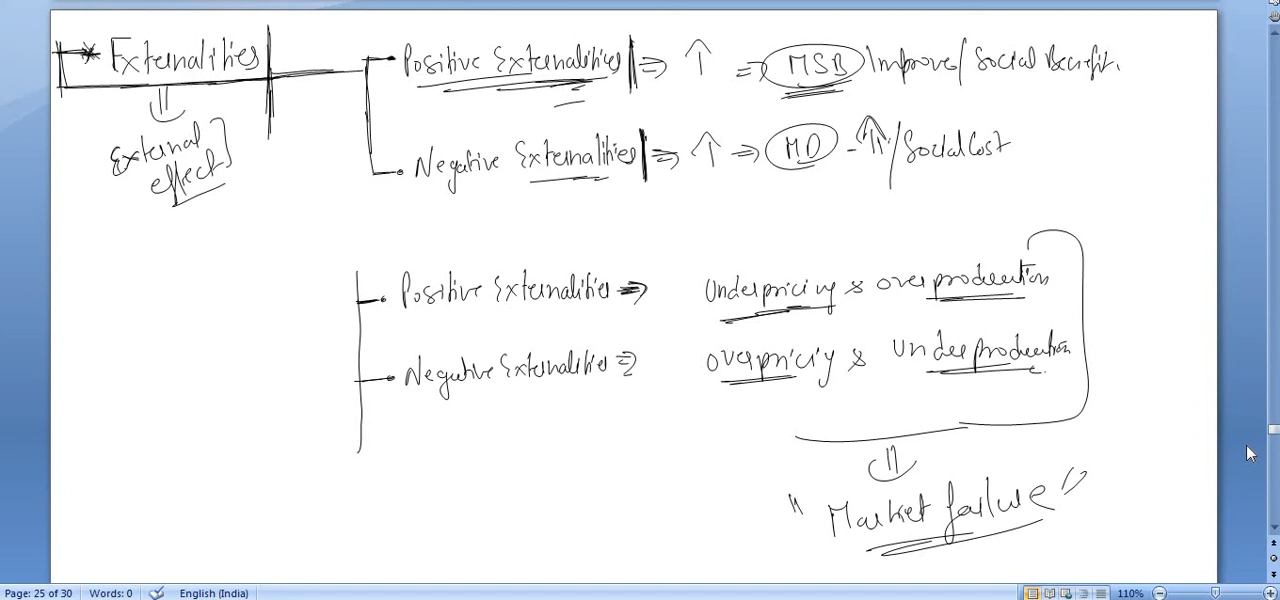 * Externalities
• Positive Externalities ⇒ ↑ ⇒ MSB Improve/Social Benefit.
External effect
• Negative Externalities ⇒ ↑ ⇒ MD - ↑/Social Cost
• Positive Externalities ⇒ Underpricing & overproduction
• Negative Externalities ⇒ overpriciy & Underproduction
"Market failure"
Page: 25 of 30 Words: 0 English (India) 110%